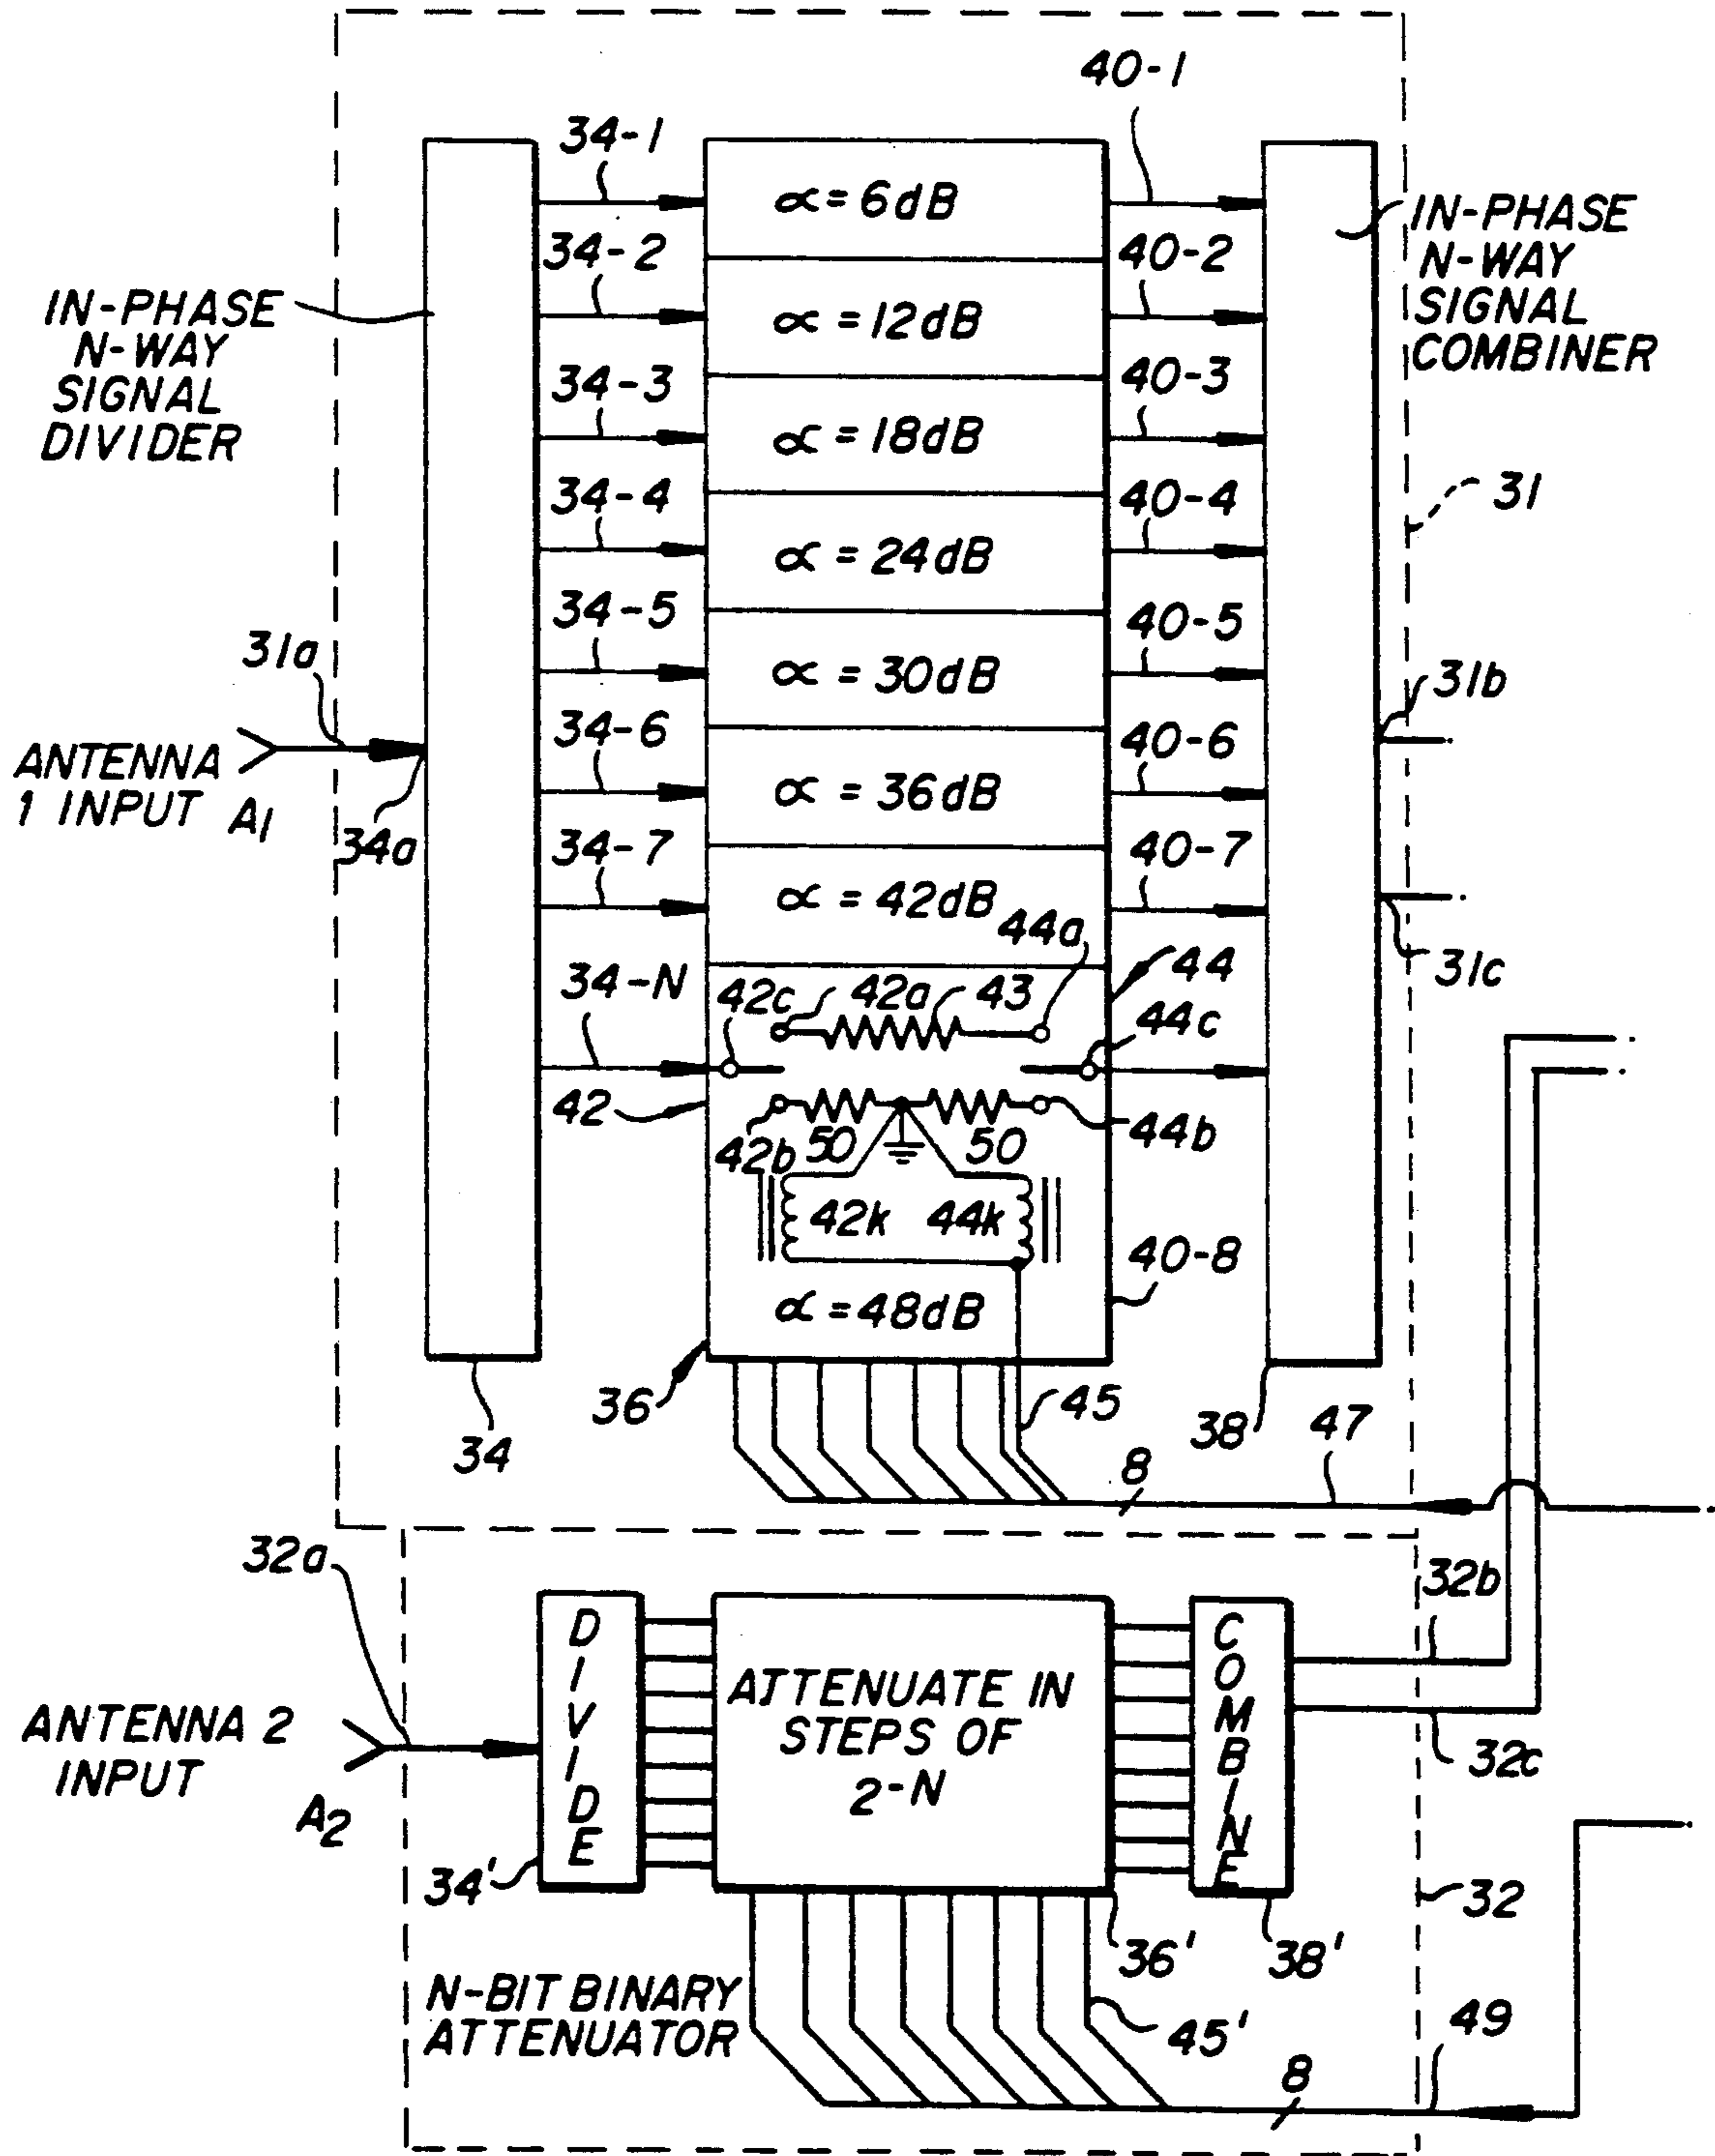 40-1
34-1
α = 6dB
IN-PHASE
N-WAY
SIGNAL
COMBINER
34-2
40-2
IN-PHASE
N-WAY
SIGNAL
DIVIDER
α = 12dB
34-3
40-3
α = 18dB
34-4
40-4
31
α = 24dB
34-5
40-5
31a
α = 30dB
31b
34-6
40-6
ANTENNA
1 INPUT A1
34a
α = 36dB
34-7
40-7
α = 42dB
44a
44
31c
34-N
42c
42a
43
44c
42
42b
50
50
44b
42k
44k
40-8
α = 48dB
36
45
38
47
34
8
32a
32b
D
I
V
I
D
E
ATTENUATE IN
STEPS OF
2-N
C
O
M
B
I
N
E
32c
ANTENNA 2
INPUT
A2
34'
32
36'
38'
N-BIT BINARY
ATTENUATOR
45'
49
8